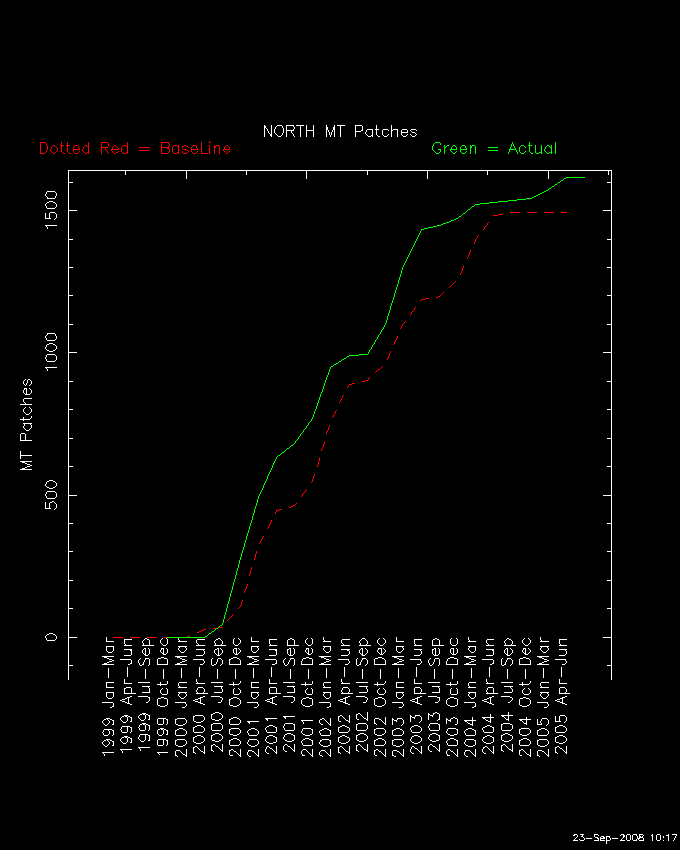 NORTH MT Patches
Dotted Red = BaseLine
Green = Actual
MT Patches
1500
1000
500
0
1999 Jan-Mar
1999 Apr-Jun
1999 Jul-Sep
1999 Oct-Dec
2000 Jan-Mar
2000 Apr-Jun
2000 Jul-Sep
2000 Oct-Dec
2001 Jan-Mar
2001 Apr-Jun
2001 Jul-Sep
2001 Oct-Dec
2002 Jan-Mar
2002 Apr-Jun
2002 Jul-Sep
2002 Oct-Dec
2003 Jan-Mar
2003 Apr-Jun
2003 Jul-Sep
2003 Oct-Dec
2004 Jan-Mar
2004 Apr-Jun
2004 Jul-Sep
2004 Oct-Dec
2005 Jan-Mar
2005 Apr-Jun
23-Sep-2008 10:17